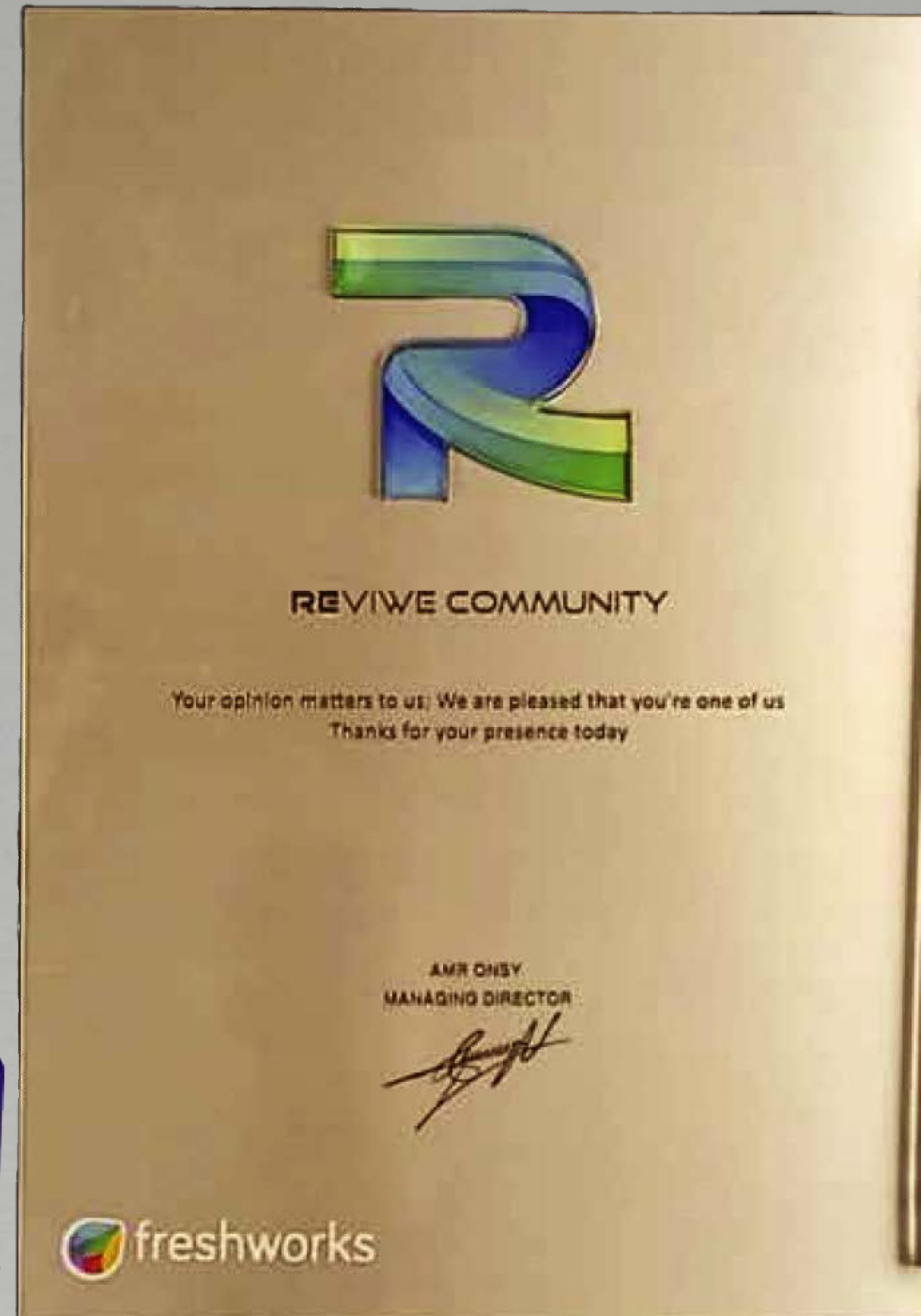 REVIWE COMMUNITY
Your opinion matters to us; We are pleased that you're one of us
Thanks for your presence today
AMR ONSY
MANAGING DIRECTOR
freshworks